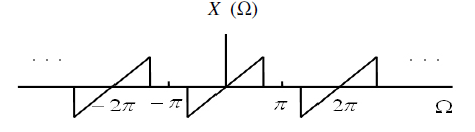 X (Ω)
. . . . . .
− 2π − π π 2π Ω